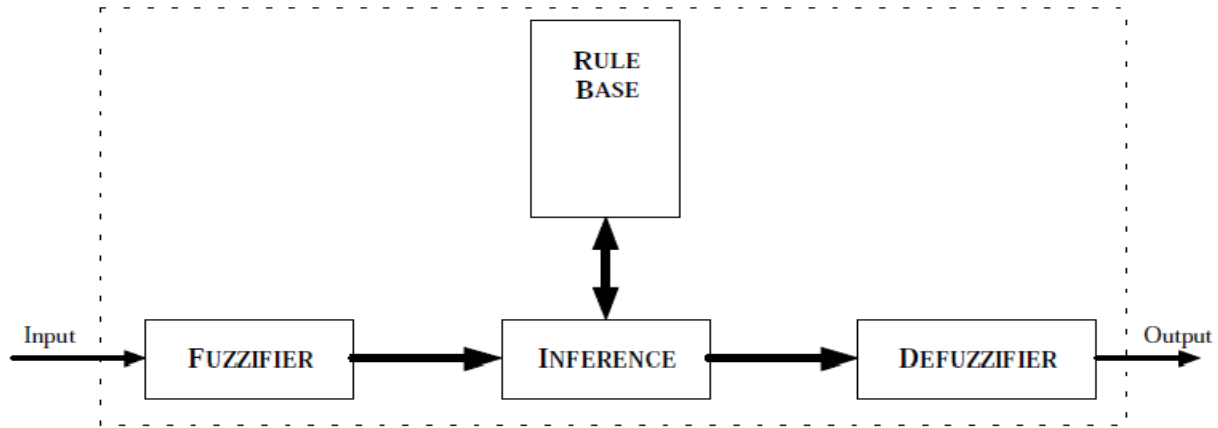 RULE
BASE
Input
FUZZIFIER
INFERENCE
DEFUZZIFIER
Output